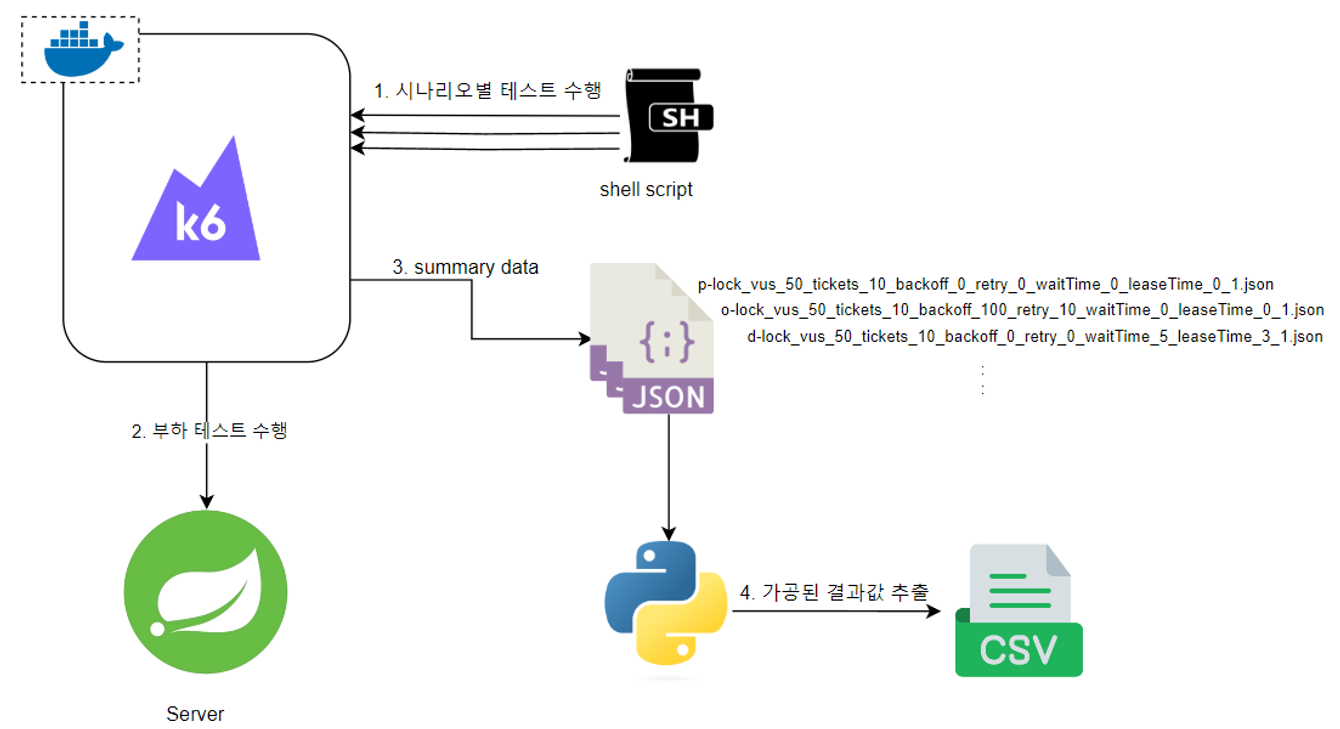 1. 시나리오별 테스트 수행
SH
shell script
k6
3. summary data
p-lock_vus_50_tickets_10_backoff_0_retry_0_waitTime_0_leaseTime_0_1.json
o-lock_vus_50_tickets_10_backoff_100_retry_10_waitTime_0_leaseTime_0_1.json
d-lock_vus_50_tickets_10_backoff_0_retry_0_waitTime_5_leaseTime_3_1.json
:
:
{;}
JSON
2. 부하 테스트 수행
4. 가공된 결과값 추출
CSV
Server